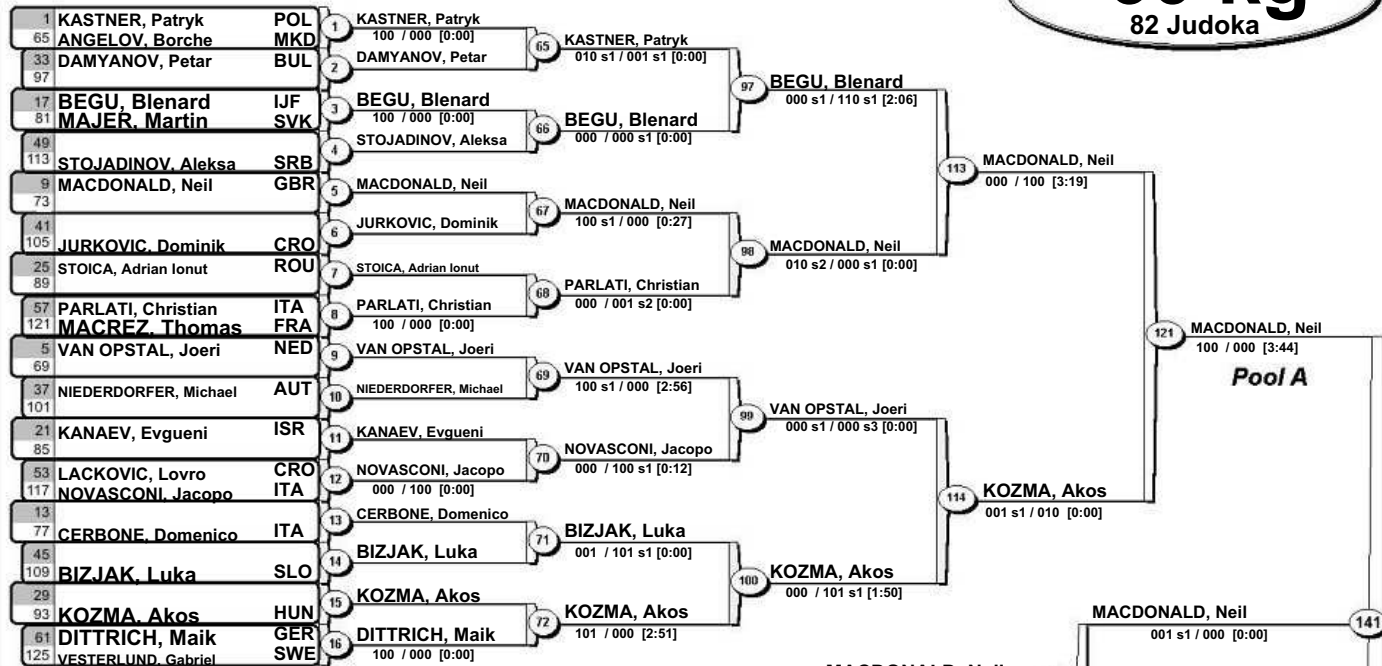 82 Judoka
1 KASTNER, Patryk POL
65 ANGELOV, Borche MKD
33 DAMYANOV, Petar BUL
97
17 BEGU, Blenard IJF
81 MAJER, Martin SVK
49
113 STOJADINOV, Aleksa SRB
9 MACDONALD, Neil GBR
73
41
105 JURKOVIC, Dominik CRO
25 STOICA, Adrian Ionut ROU
89
57 PARLATI, Christian ITA
121 MACREZ, Thomas FRA
5 VAN OPSTAL, Joeri NED
69
37 NIEDERDORFER, Michael AUT
101
21 KANAEV, Evgueni ISR
85
53 LACKOVIC, Lovro CRO
117 NOVASCONI, Jacopo ITA
13
77 CERBONE, Domenico ITA
45
109 BIZJAK, Luka SLO
29
93 KOZMA, Akos HUN
61 DITTRICH, Maik GER
125 VESTERLUND, Gabriel SWE
1 KASTNER, Patryk
100 / 000 [0:00]
2 DAMYANOV, Petar
3 BEGU, Blenard
100 / 000 [0:00]
4 STOJADINOV, Aleksa
5 MACDONALD, Neil
6 JURKOVIC, Dominik
7 STOICA, Adrian Ionut
8 PARLATI, Christian
100 / 000 [0:00]
9 VAN OPSTAL, Joeri
10 NIEDERDORFER, Michael
11 KANAEV, Evgueni
12 NOVASCONI, Jacopo
000 / 100 [0:00]
13 CERBONE, Domenico
14 BIZJAK, Luka
15 KOZMA, Akos
16 DITTRICH, Maik
100 / 000 [0:00]
65 KASTNER, Patryk
010 s1 / 001 s1 [0:00]
66 BEGU, Blenard
000 / 000 s1 [0:00]
67 MACDONALD, Neil
100 s1 / 000 [0:27]
68 PARLATI, Christian
000 / 001 s2 [0:00]
69 VAN OPSTAL, Joeri
100 s1 / 000 [2:56]
70 NOVASCONI, Jacopo
000 / 100 s1 [0:12]
71 BIZJAK, Luka
001 / 101 s1 [0:00]
72 KOZMA, Akos
101 / 000 [2:51]
97 BEGU, Blenard
000 s1 / 110 s1 [2:06]
98 MACDONALD, Neil
010 s2 / 000 s1 [0:00]
99 VAN OPSTAL, Joeri
000 s1 / 000 s3 [0:00]
100 KOZMA, Akos
000 / 101 s1 [1:50]
113 MACDONALD, Neil
000 / 100 [3:19]
114 KOZMA, Akos
001 s1 / 010 [0:00]
121 MACDONALD, Neil
100 / 000 [3:44]
Pool A
MACDONALD, Neil
001 s1 / 000 [0:00]
141